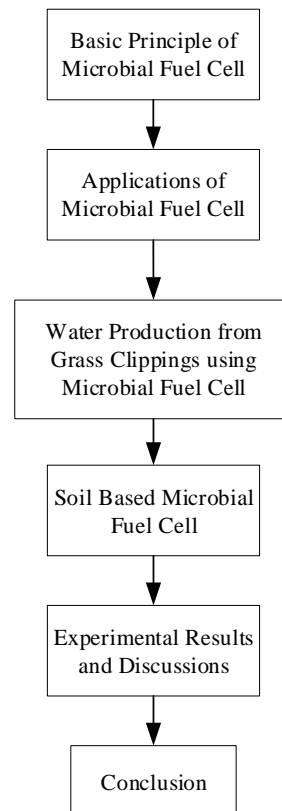 Basic Principle of
Microbial Fuel Cell
Applications of
Microbial Fuel Cell
Water Production from
Grass Clippings using
Microbial Fuel Cell
Soil Based Microbial
Fuel Cell
Experimental Results
and Discussions
Conclusion